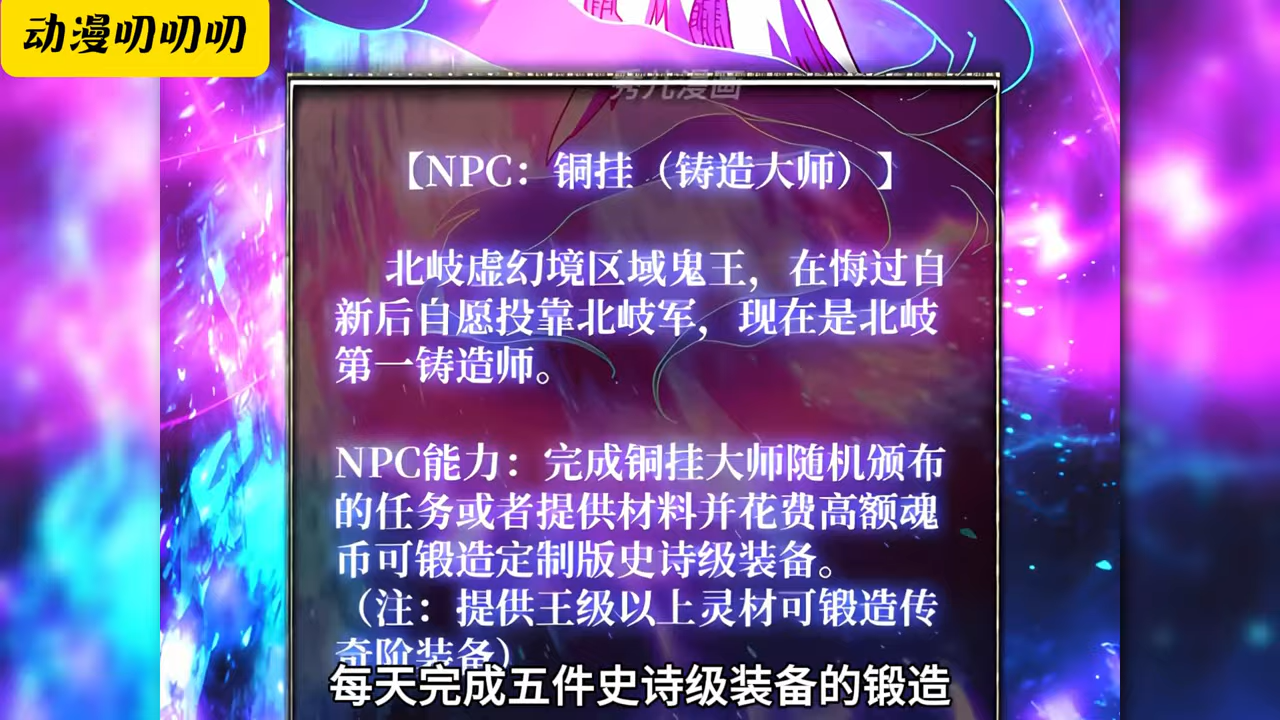 动漫叨叨叨
秀儿漫画
【NPC：铜挂（铸造大师）】
北岐虚幻境区域鬼王，在悔过自
新后自愿投靠北岐军，现在是北岐
第一铸造师。
NPC能力：完成铜挂大师随机颁布
的任务或者提供材料并花费高额魂
币可锻造定制版史诗级装备。
（注：提供王级以上灵材可锻造传
奇阶装备）
每天完成五件史诗级装备的锻造